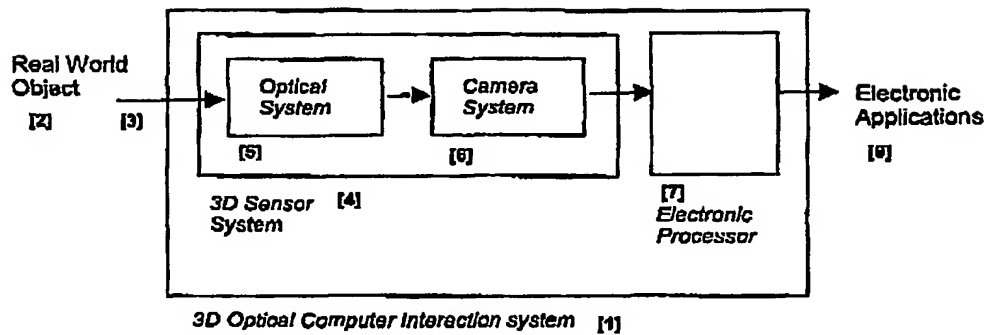 Real World
Object
[2]
[3]
Optical
System
[5]
Camera
System
[6]
3D Sensor
System
[4]
[7]
Electronic
Processor
Electronic
Applications
[9]
3D Optical Computer Interaction system [1]